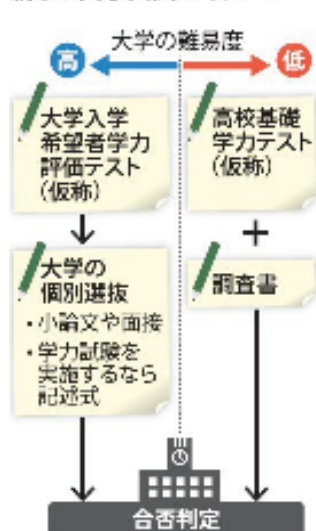 大学の難易度
高
低
大学入学
希望者学力
評価テスト
(仮称)
高校基礎
学力テスト
(仮称)
+
大学の
個別選抜
・小論文や面接
・学力試験を
実施するなら
記述式
調査書
合否判定